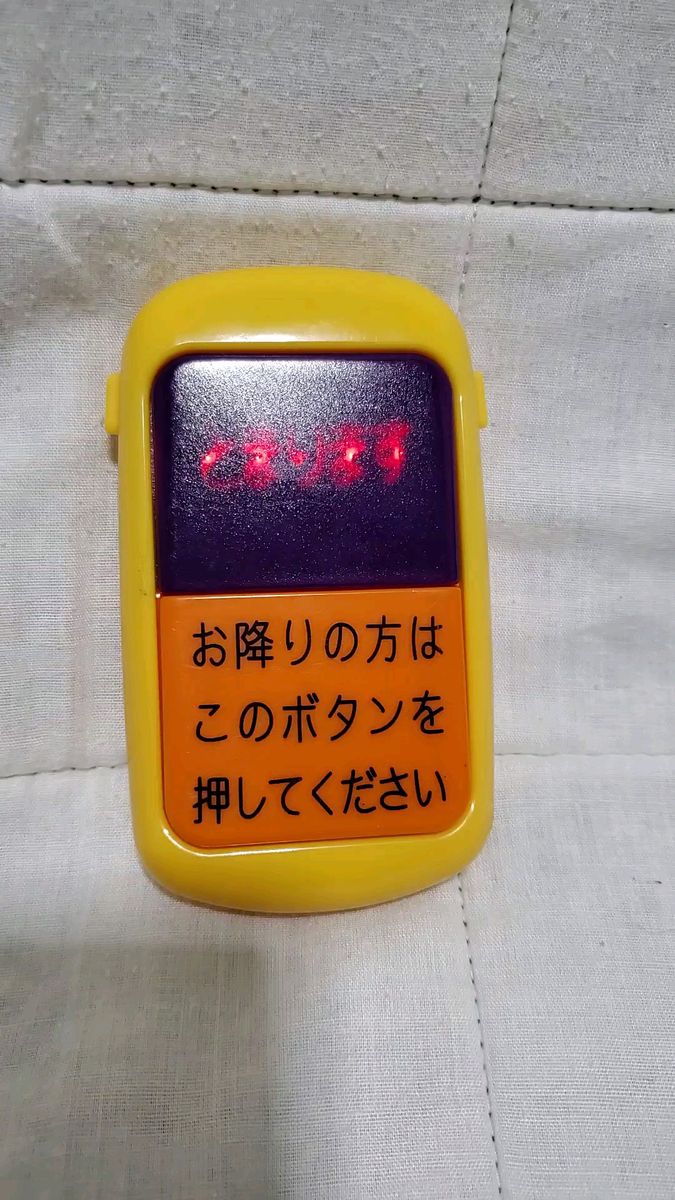 とまります
お降りの方は
このボタンを
押してください